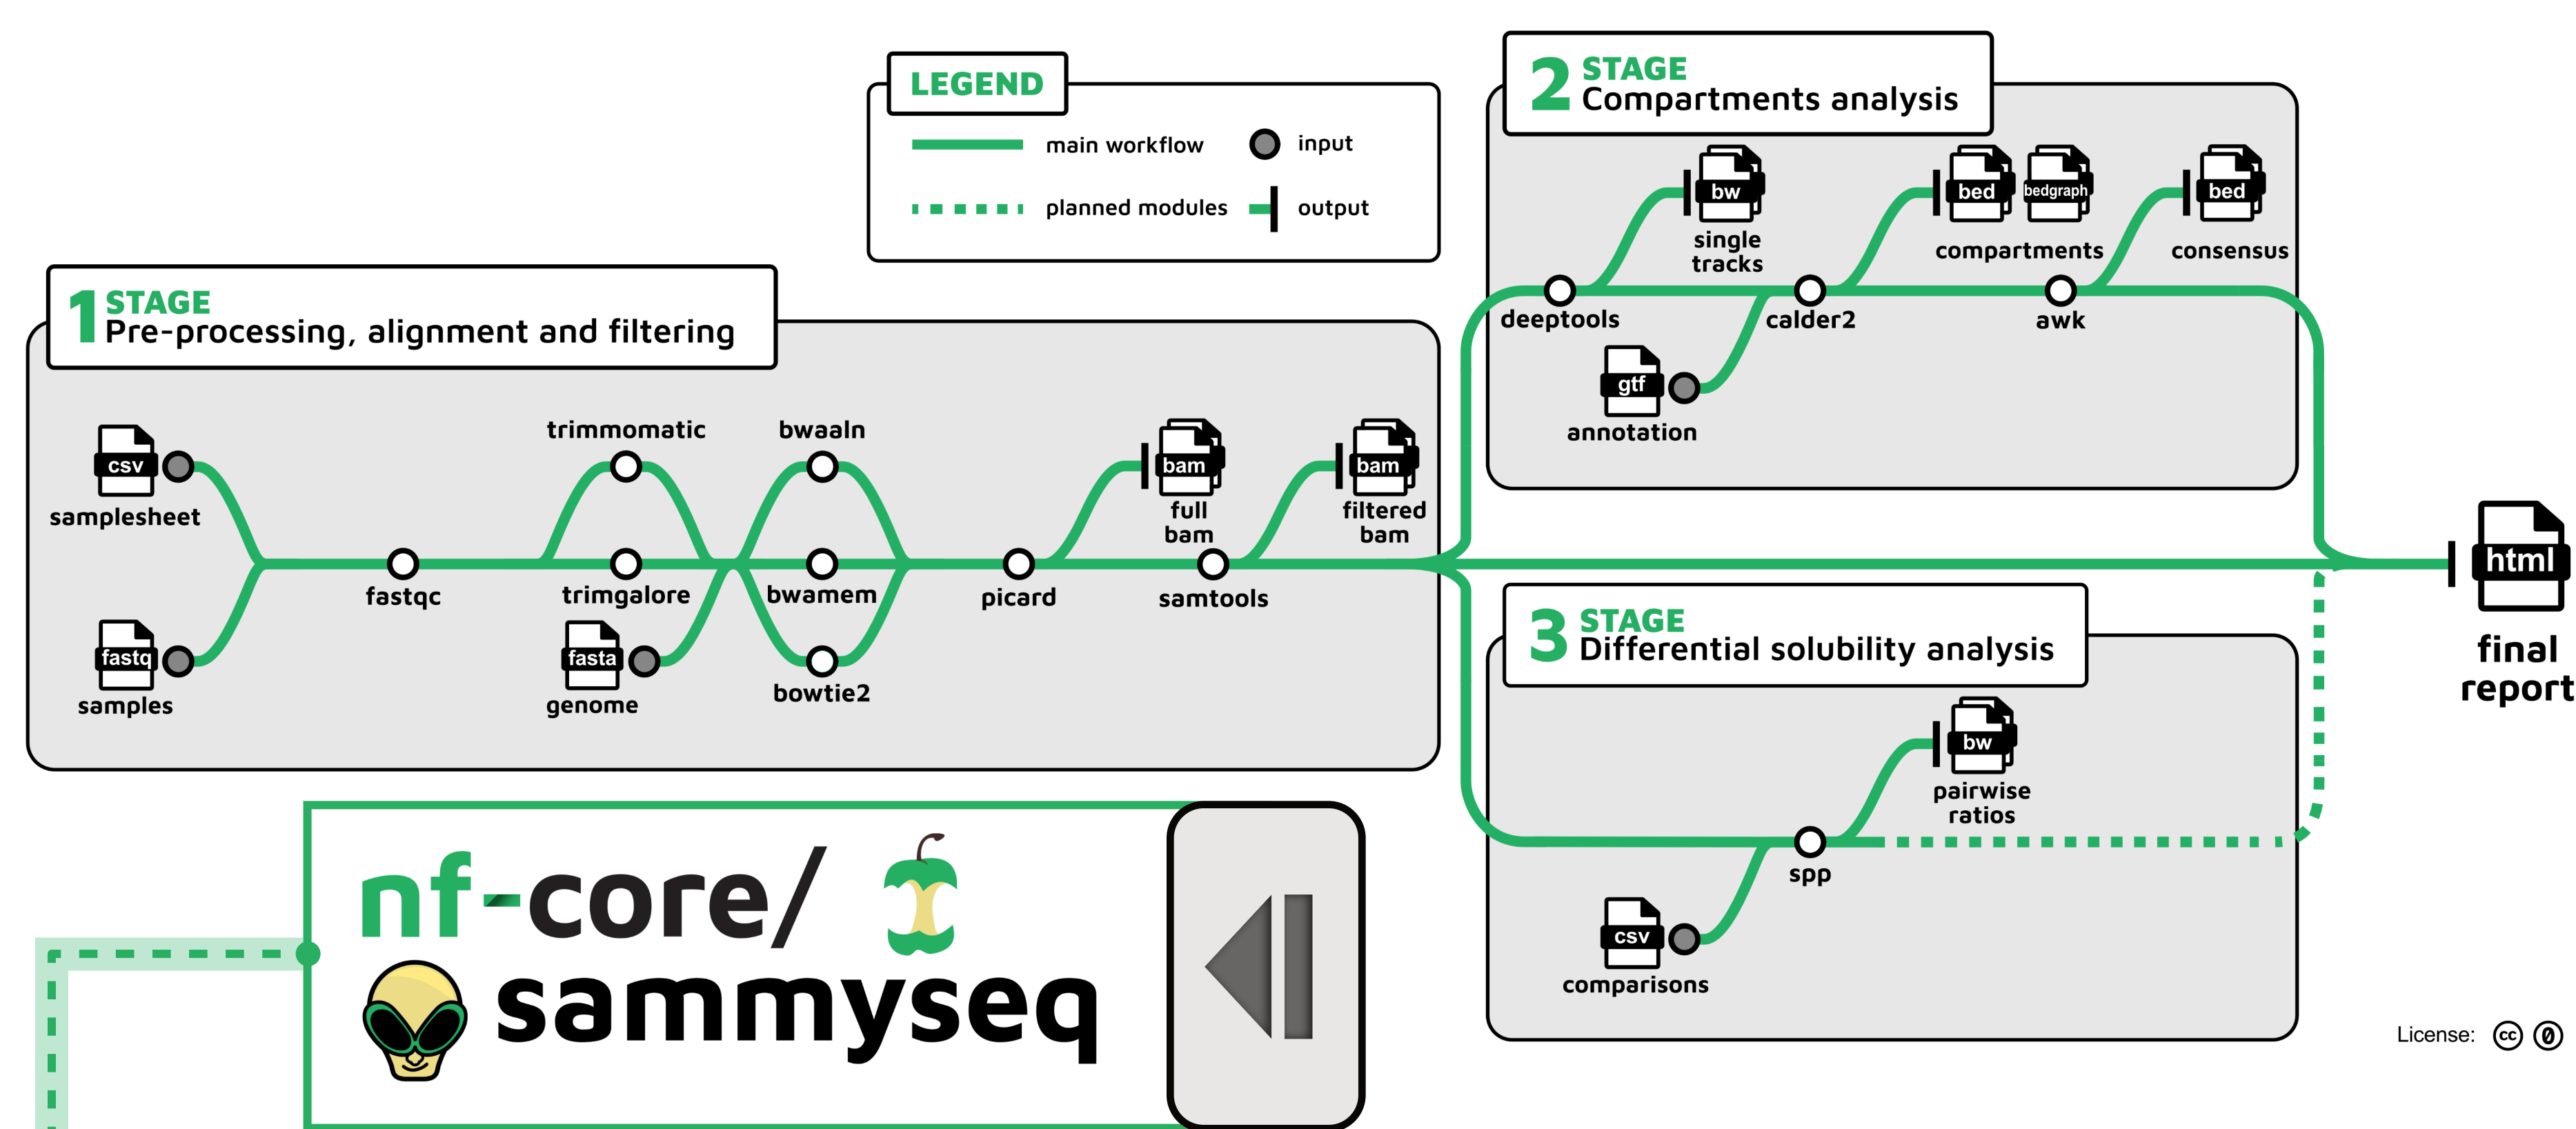 LEGEND
main workflow
input
planned modules
output
1 STAGE
Pre-processing, alignment and filtering
csv
samplesheet
fastq
samples
fastqc
trimmomatic
trimgalore
fasta
genome
bwaaln
bwamem
bowtie2
picard
bam
full
bam
samtools
bam
filtered
bam
2 STAGE
Compartments analysis
deeptools
bw
single
tracks
gtf
annotation
calder2
bed
bedgraph
compartments
awk
bed
consensus
3 STAGE
Differential solubility analysis
csv
comparisons
spp
bw
pairwise
ratios
html
final
report
nf-core/
sammyseq
License: cc 0